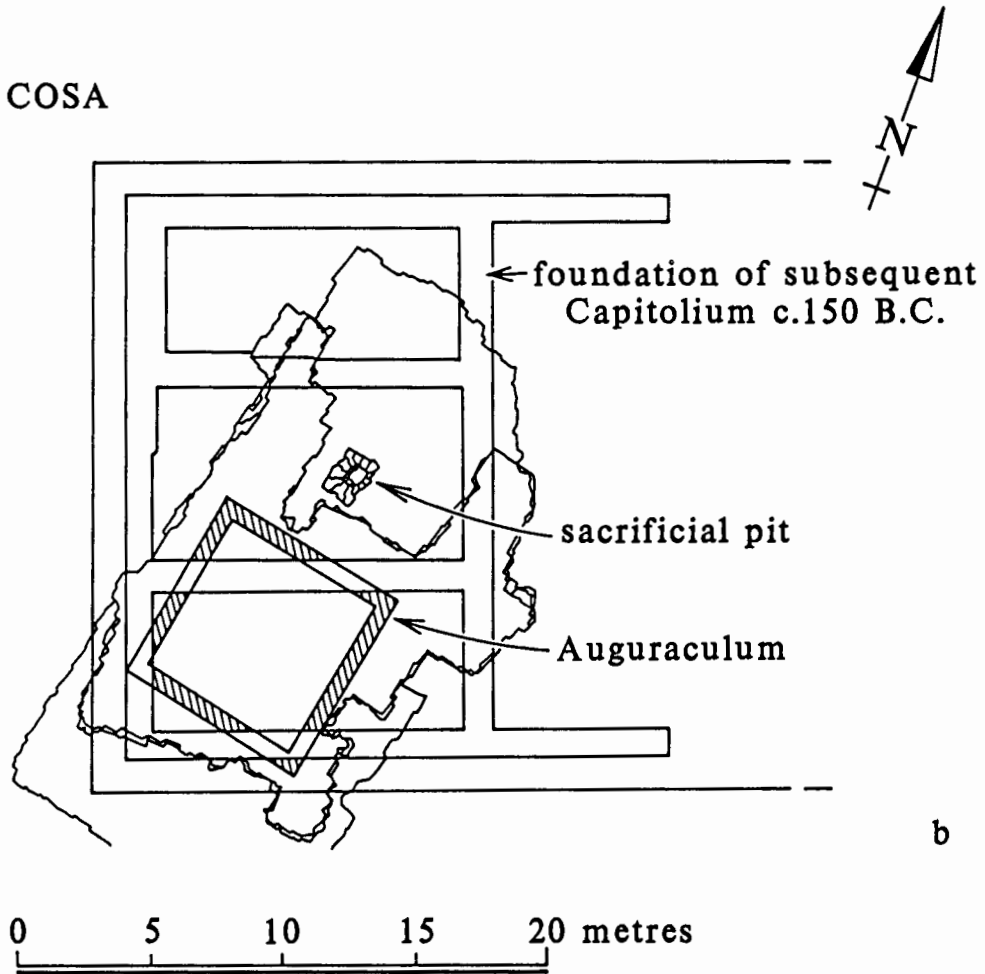 COSA
N
foundation of subsequent
Capitolium c.150 B.C.
sacrificial pit
Auguraculum
b
0 5 10 15 20 metres